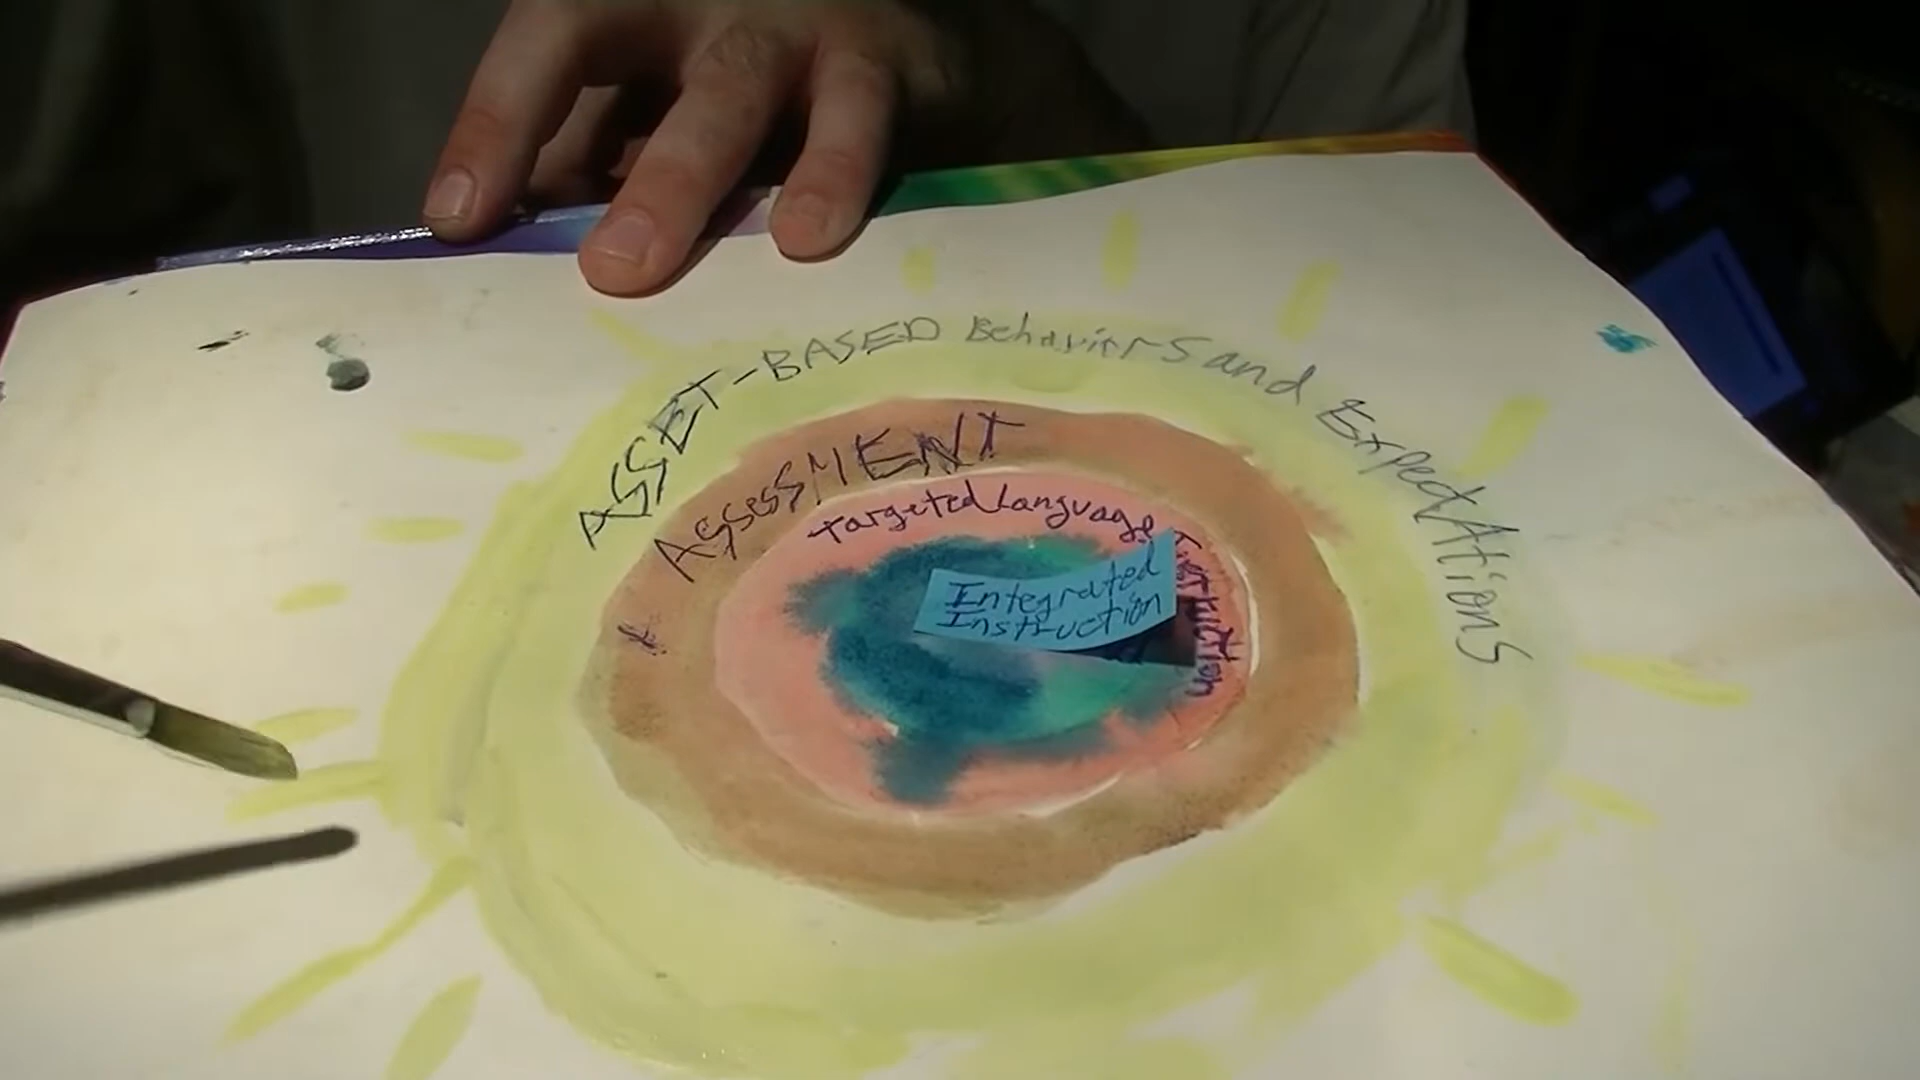 ASSET-BASED Behaviors and ExpectAtions
ASSessMENT
Targeted Language Instruction
Integrated
Instruction